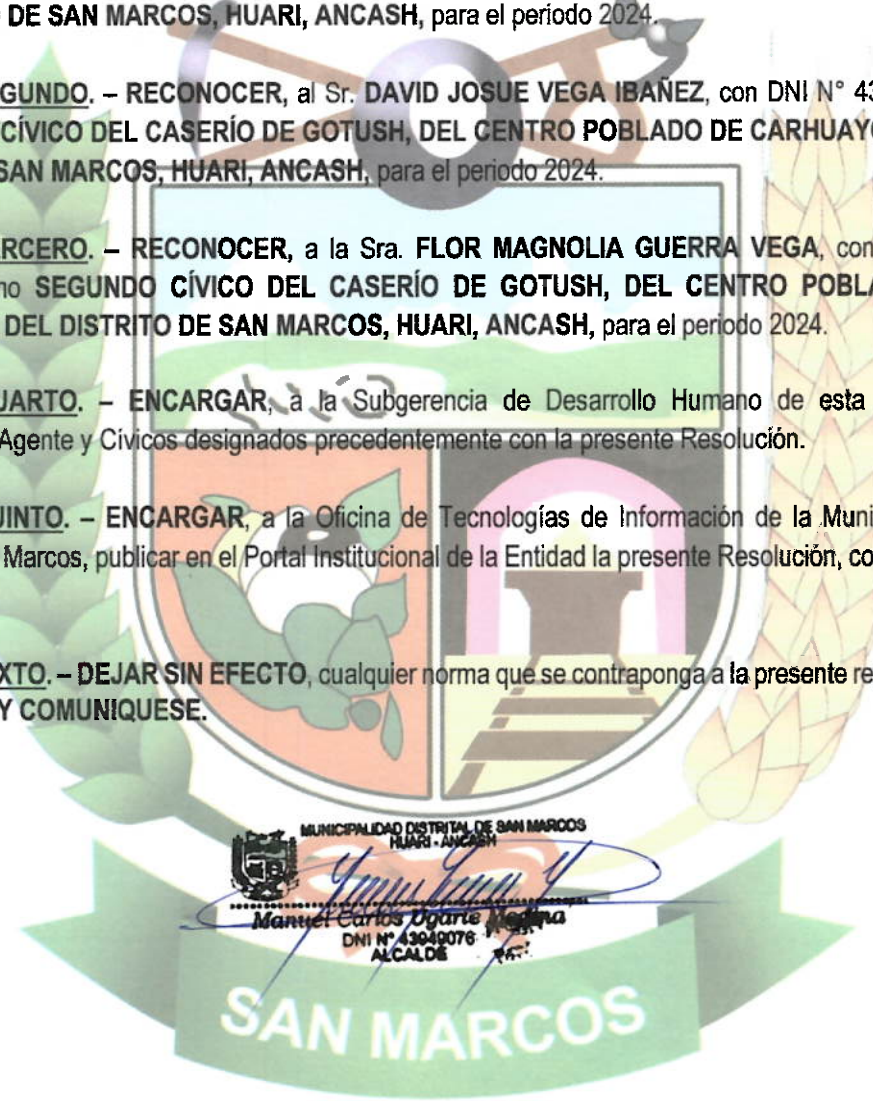 DE SAN MARCOS, HUARI, ANCASH, para el periodo 2024.
GUNDO. – RECONOCER, al Sr. DAVID JOSUE VEGA IBAÑEZ, con DNI N° 43
CÍVICO DEL CASERÍO DE GOTUSH, DEL CENTRO POBLADO DE CARHUAYO
SAN MARCOS, HUARI, ANCASH, para el periodo 2024.
RCERO. – RECONOCER, a la Sra. FLOR MAGNOLIA GUERRA VEGA, con
no SEGUNDO CÍVICO DEL CASERÍO DE GOTUSH, DEL CENTRO POBLA
DEL DISTRITO DE SAN MARCOS, HUARI, ANCASH, para el periodo 2024.
UARTO. – ENCARGAR, a la Subgerencia de Desarrollo Humano de esta
Agente y Cívicos designados precedentemente con la presente Resolución.
UINTO. – ENCARGAR, a la Oficina de Tecnologías de Información de la Muni
Marcos, publicar en el Portal Institucional de la Entidad la presente Resolución, co
XTO. – DEJAR SIN EFECTO, cualquier norma que se contraponga a la presente re
Y COMUNIQUESE.
MUNICIPALIDAD DISTRITAL DE SAN MARCOS
HUARI - ANCASH
Manuel Carlos Ugarte Medina
DNI N° 43949076
ALCALDE
SAN MARCOS